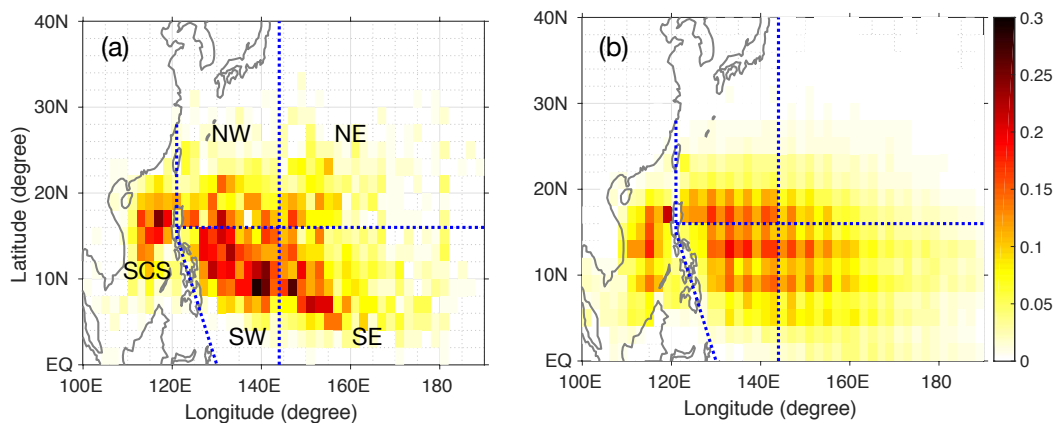 (a)
NW
NE
SCS
SW
SE
40N
30N
20N
10N
EQ
100E
120E
140E
160E
180
Latitude (degree)
Longitude (degree)
(b)
40N
30N
20N
10N
EQ
100E
120E
140E
160E
180
Longitude (degree)
0.3
0.25
0.2
0.15
0.1
0.05
0